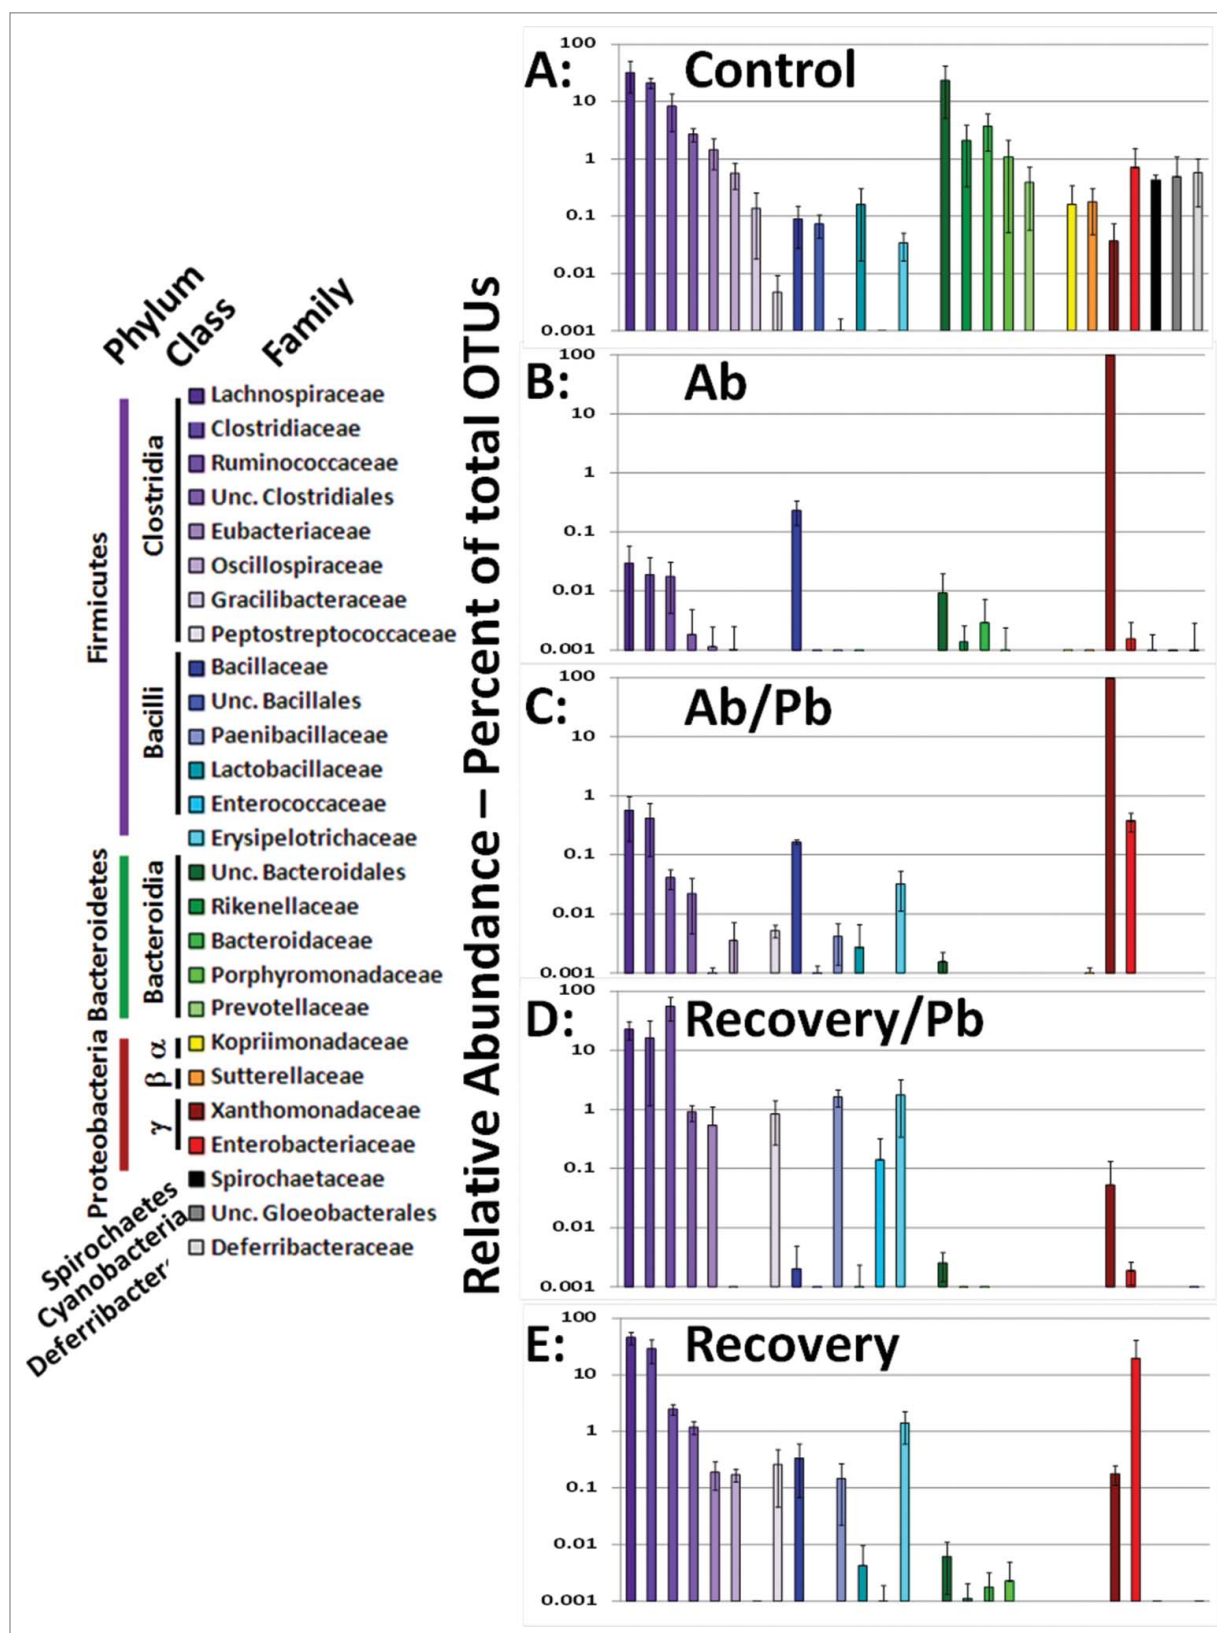 Phylum
Class
Family
Firmicutes
Clostridia
Lachnospiraceae
Clostridiaceae
Ruminococcaceae
Unc. Clostridiales
Eubacteriaceae
Oscillospiraceae
Gracilibacteraceae
Peptostreptococcaceae
Bacilli
Bacillaceae
Unc. Bacillales
Paenibacillaceae
Lactobacillaceae
Enterococcaceae
Erysipelotrichaceae
Bacteroidetes
Bacteroidia
Unc. Bacteroidales
Rikenellaceae
Bacteroidaceae
Porphyromonadaceae
Prevotellaceae
Proteobacteria
α
Kopriimonadaceae
β
Sutterellaceae
γ
Xanthomonadaceae
Enterobacteriaceae
Spirochaetes
Spirochaetaceae
Cyanobacteria
Unc. Gloeobacterales
Deferribacter
Deferribacteraceae
Relative Abundance – Percent of total OTUs
A: Control
100
10
1
0.1
0.01
0.001
B: Ab
100
10
1
0.1
0.01
0.001
C: Ab/Pb
100
10
1
0.1
0.01
0.001
D: Recovery/Pb
100
10
1
0.1
0.01
0.001
E: Recovery
100
10
1
0.1
0.01
0.001